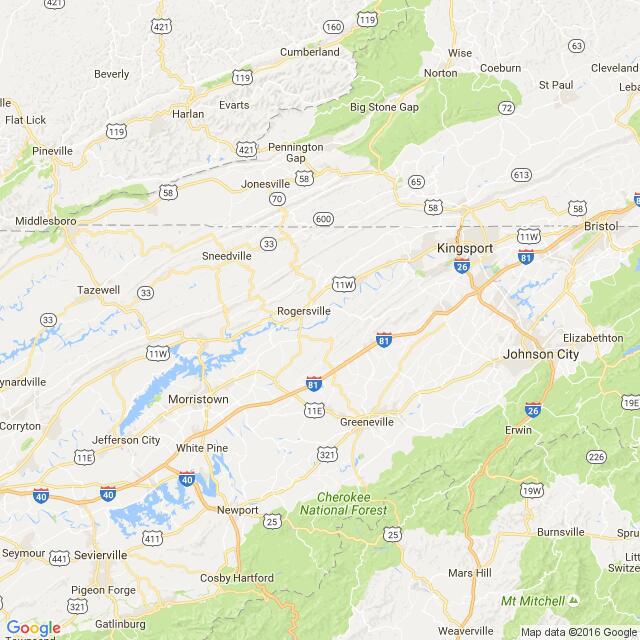 421
119
160
119
Wise
63
421
Cumberland
Coeburn
Cleveland
Norton
Beverly
119
St Paul
Leba
Evarts
Harlan
Big Stone Gap
72
Flat Lick
119
Pineville
421
Pennington
Gap
613
Jonesville
58
65
58
70
58
58
Middlesboro
600
Bristol
11W
33
Kingsport
Sneedville
81
26
Tazewell
33
11W
Rogersville
33
81
Elizabethton
11W
Johnson City
81
Morristown
11E
26
19E
Corryton
Greeneville
Erwin
Jefferson City
White Pine
321
11E
226
40
40
40
19W
Cherokee
National Forest
Newport
25
25
Burnsville
Spru
411
Seymour
441
Sevierville
Little
Switze
Mars Hill
Cosby Hartford
Pigeon Forge
Mt Mitchell
321
Gatlinburg
Google
Weaverville
Map data ©2016 Google